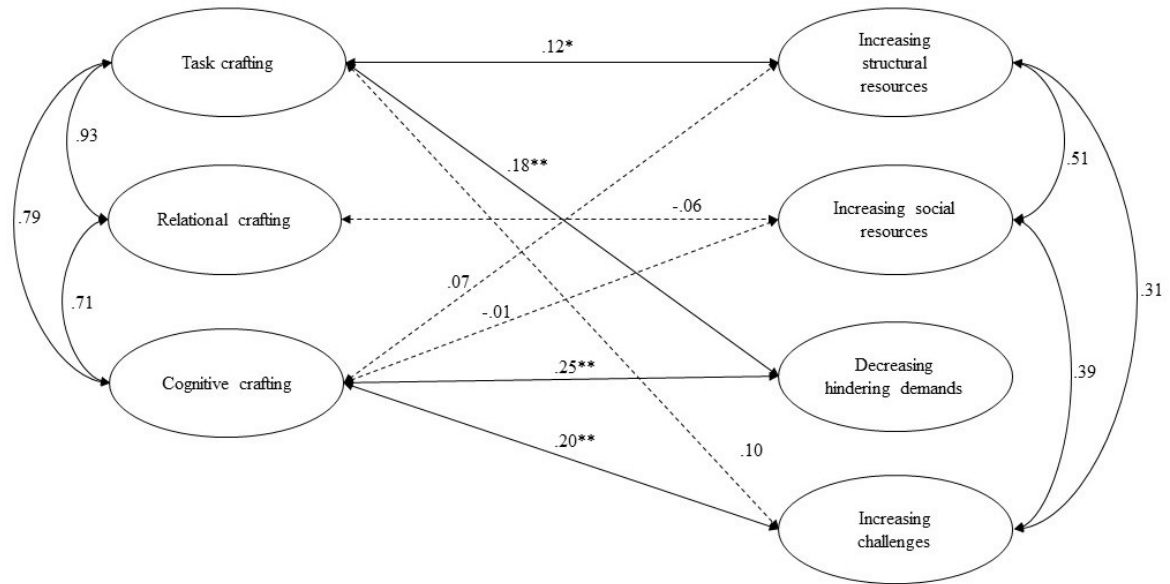 Task crafting
Relational crafting
Cognitive crafting
.93
.79
.71
.12*
.18**
-.06
.07
-.01
.25**
.20**
.10
Increasing
structural
resources
Increasing social
resources
Decreasing
hindering demands
Increasing
challenges
.51
.31
.39